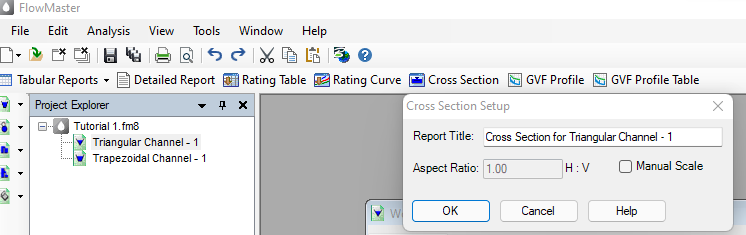 FlowMaster
File Edit Analysis View Tools Window Help
Tabular Reports Detailed Report Rating Table Rating Curve Cross Section GVF Profile GVF Profile Table
Project Explorer
Tutorial 1.fm8
Triangular Channel - 1
Trapezoidal Channel - 1
Cross Section Setup
Report Title: Cross Section for Triangular Channel - 1
Aspect Ratio: 1.00 H : V Manual Scale
OK Cancel Help